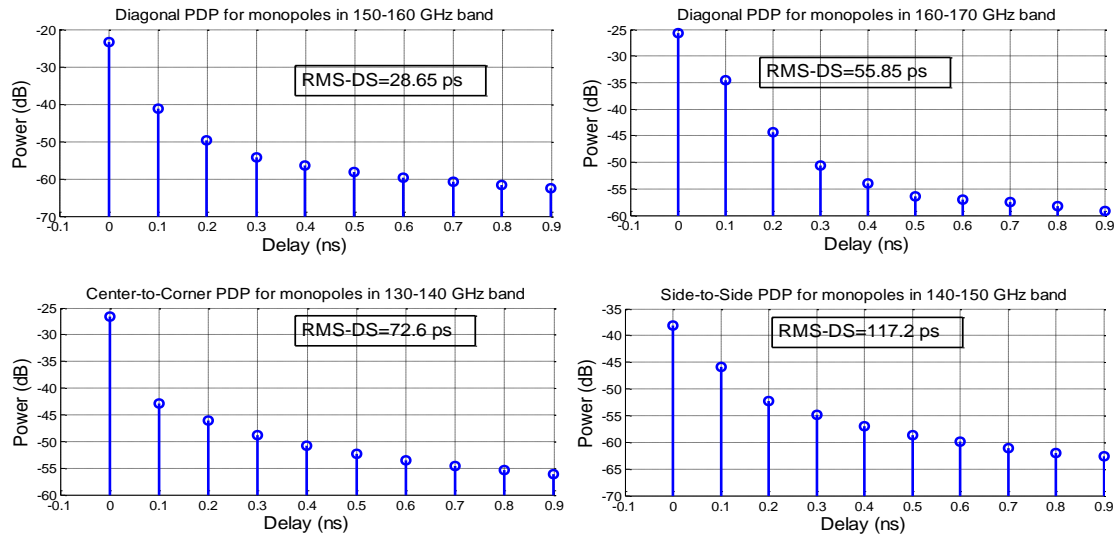 Diagonal PDP for monopoles in 150-160 GHz band
-20
-30
-40
-50
-60
-70
Power (dB)
RMS-DS=28.65 ps
-0.1 0 0.1 0.2 0.3 0.4 0.5 0.6 0.7 0.8 0.9
Delay (ns)
Diagonal PDP for monopoles in 160-170 GHz band
-25
-30
-35
-40
-45
-50
-55
-60
Power (dB)
RMS-DS=55.85 ps
-0.1 0 0.1 0.2 0.3 0.4 0.5 0.6 0.7 0.8 0.9
Delay (ns)
Center-to-Corner PDP for monopoles in 130-140 GHz band
-25
-30
-35
-40
-45
-50
-55
-60
Power (dB)
RMS-DS=72.6 ps
-0.1 0 0.1 0.2 0.3 0.4 0.5 0.6 0.7 0.8 0.9
Delay (ns)
Side-to-Side PDP for monopoles in 140-150 GHz band
-35
-40
-45
-50
-55
-60
-65
-70
Power (dB)
RMS-DS=117.2 ps
-0.1 0 0.1 0.2 0.3 0.4 0.5 0.6 0.7 0.8 0.9
Delay (ns)